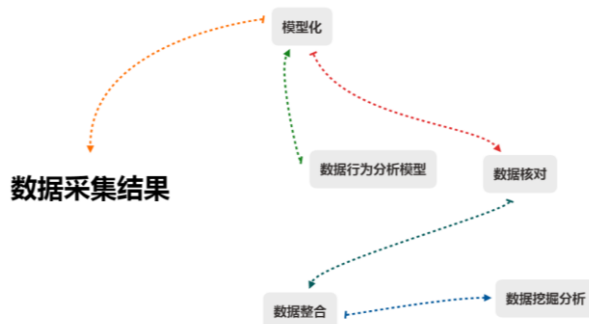 模型化
数据行为分析模型
数据核对
数据采集结果
数据挖掘分析
数据整合